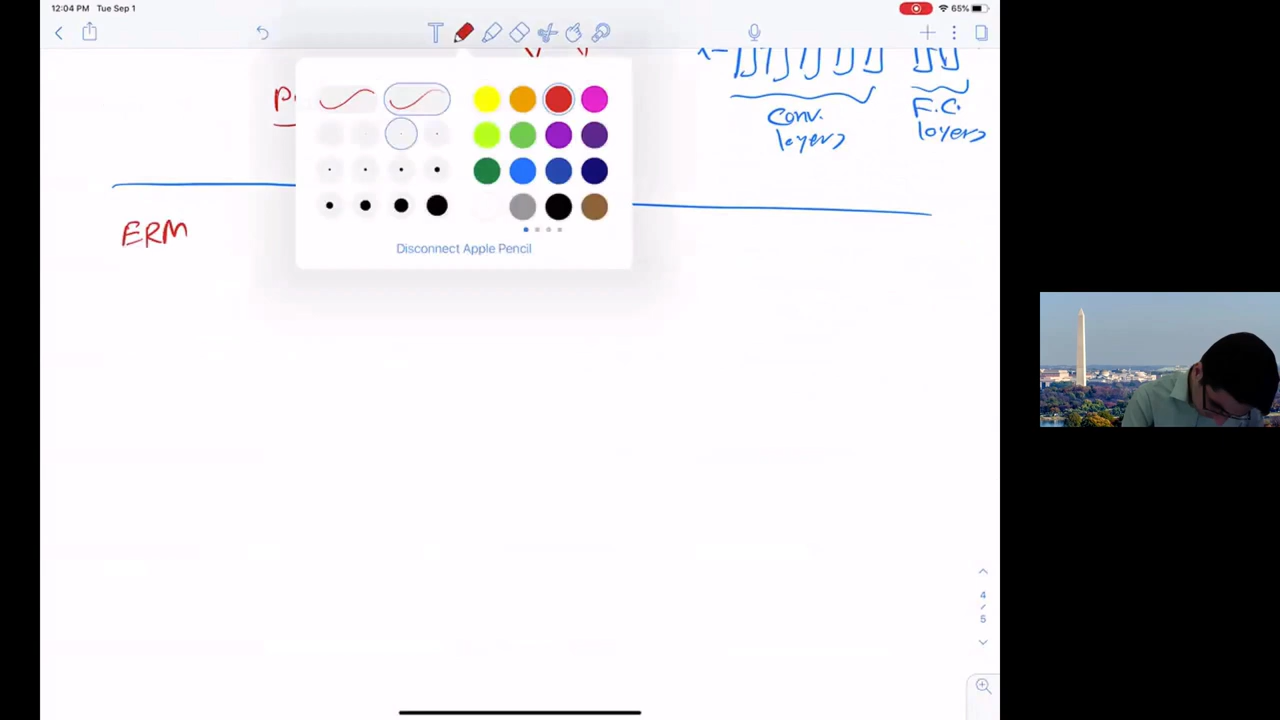 12:04 PM Tue Sep 1
65%
T
Conv.
layers
F.C.
layers
ERM
Disconnect Apple Pencil
4
/
5